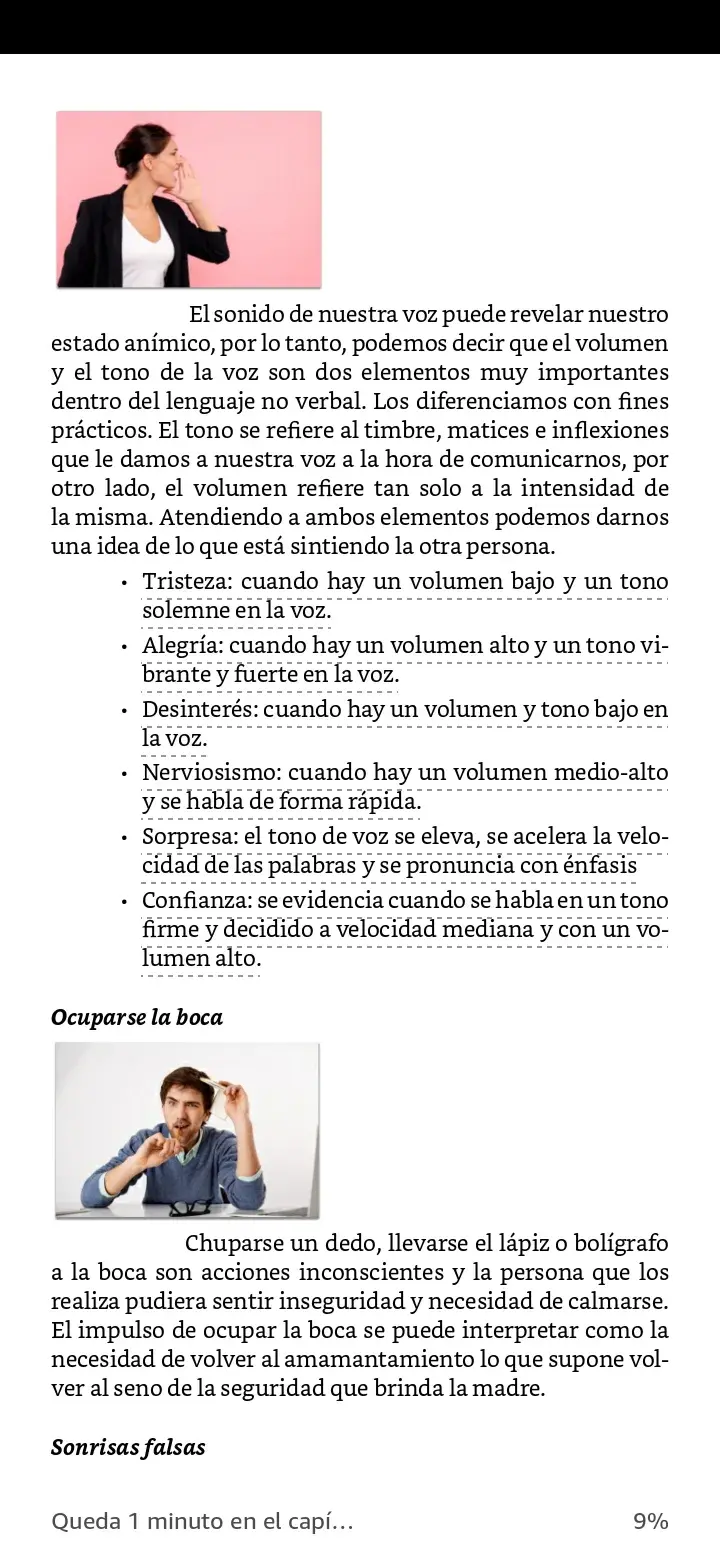 El sonido de nuestra voz puede revelar nuestro
estado anímico, por lo tanto, podemos decir que el volumen
y el tono de la voz son dos elementos muy importantes
dentro del lenguaje no verbal. Los diferenciamos con fines
prácticos. El tono se refiere al timbre, matices e inflexiones
que le damos a nuestra voz a la hora de comunicarnos, por
otro lado, el volumen refiere tan solo a la intensidad de
la misma. Atendiendo a ambos elementos podemos darnos
una idea de lo que está sintiendo la otra persona.
• Tristeza: cuando hay un volumen bajo y un tono
solemne en la voz.
• Alegría: cuando hay un volumen alto y un tono vi-
brante y fuerte en la voz.
• Desinterés: cuando hay un volumen y tono bajo en
la voz.
• Nerviosismo: cuando hay un volumen medio-alto
y se habla de forma rápida.
• Sorpresa: el tono de voz se eleva, se acelera la velo-
cidad de las palabras y se pronuncia con énfasis
• Confianza: se evidencia cuando se habla en un tono
firme y decidido a velocidad mediana y con un vo-
lumen alto.
Ocuparse la boca
Chuparse un dedo, llevarse el lápiz o bolígrafo
a la boca son acciones inconscientes y la persona que los
realiza pudiera sentir inseguridad y necesidad de calmarse.
El impulso de ocupar la boca se puede interpretar como la
necesidad de volver al amamantamiento lo que supone vol-
ver al seno de la seguridad que brinda la madre.
Sonrisas falsas
Queda 1 minuto en el capí... 9%